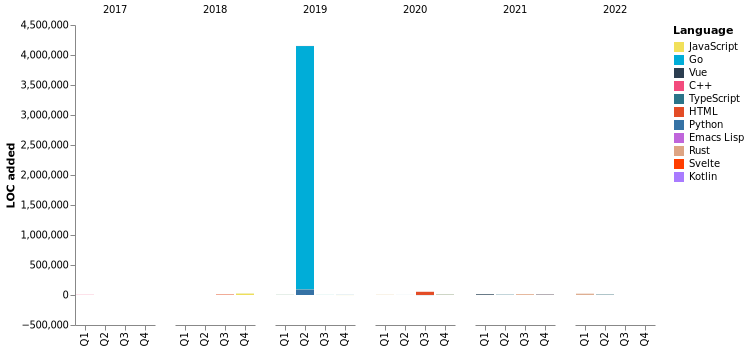 2017 2018 2019 2020 2021 2022
Language
JavaScript
Go
Vue
C++
TypeScript
HTML
Python
Emacs Lisp
Rust
Svelte
Kotlin
LOC added
4,500,000
4,000,000
3,500,000
3,000,000
2,500,000
2,000,000
1,500,000
1,000,000
500,000
0
−500,000
Q1 Q2 Q3 Q4 Q1 Q2 Q3 Q4 Q1 Q2 Q3 Q4 Q1 Q2 Q3 Q4 Q1 Q2 Q3 Q4 Q1 Q2 Q3 Q4